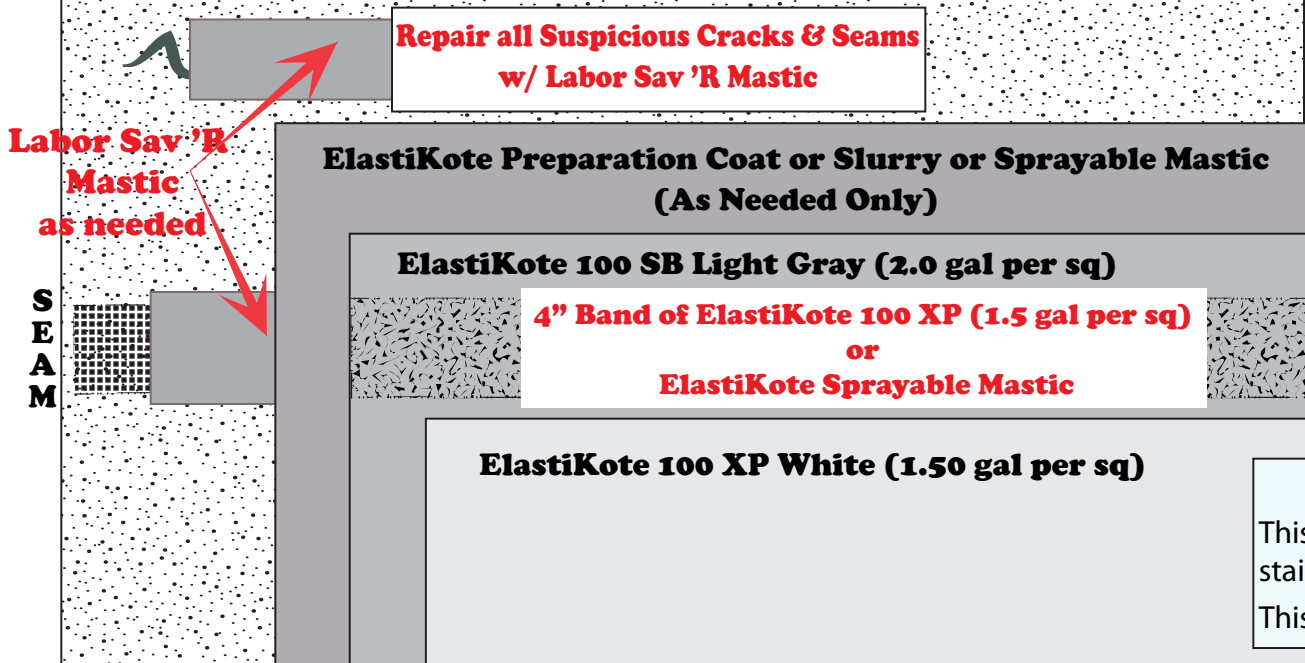 Repair all Suspicious Cracks & Seams
w/ Labor Sav ’R Mastic
Labor Sav ’R
Mastic
as needed
ElastiKote Preparation Coat or Slurry or Sprayable Mastic
(As Needed Only)
ElastiKote 100 SB Light Gray (2.0 gal per sq)
SEAM
4” Band of ElastiKote 100 XP (1.5 gal per sq)
or
ElastiKote Sprayable Mastic
ElastiKote 100 XP White (1.50 gal per sq)
This
This